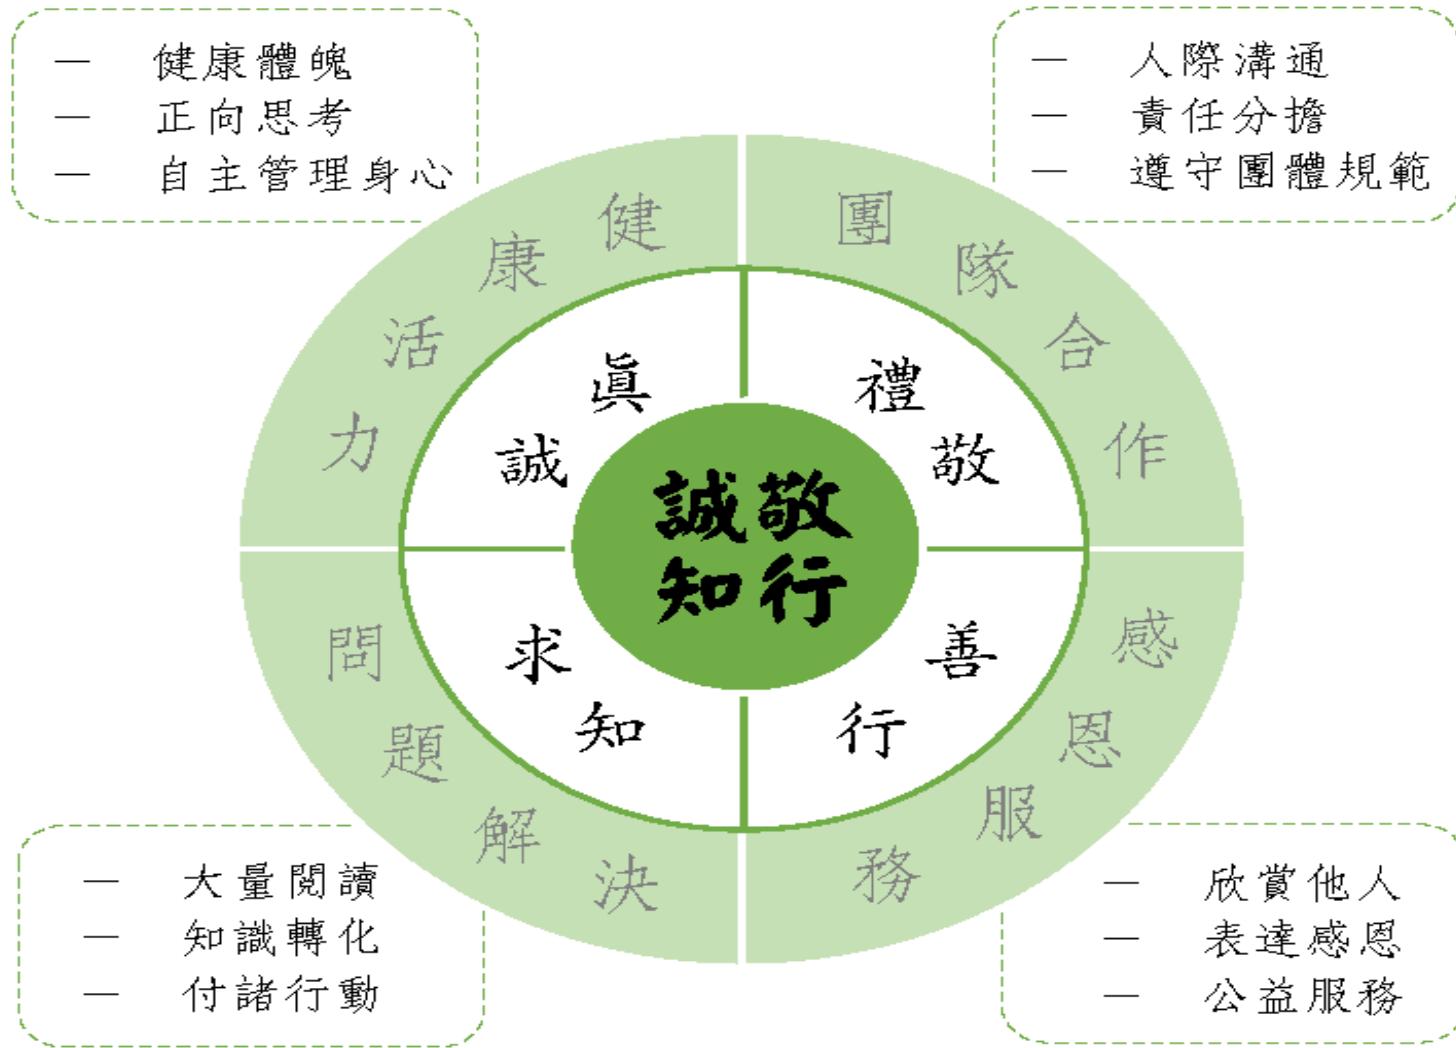 健康體魄
正向思考
自主管理身心
人際溝通
責任分擔
遵守團體規範
健康活力
團隊合作
眞誠
禮敬
誠敬
知行
求知
善行
問題解決
感恩服務
大量閱讀
知識轉化
付諸行動
欣賞他人
表達感恩
公益服務